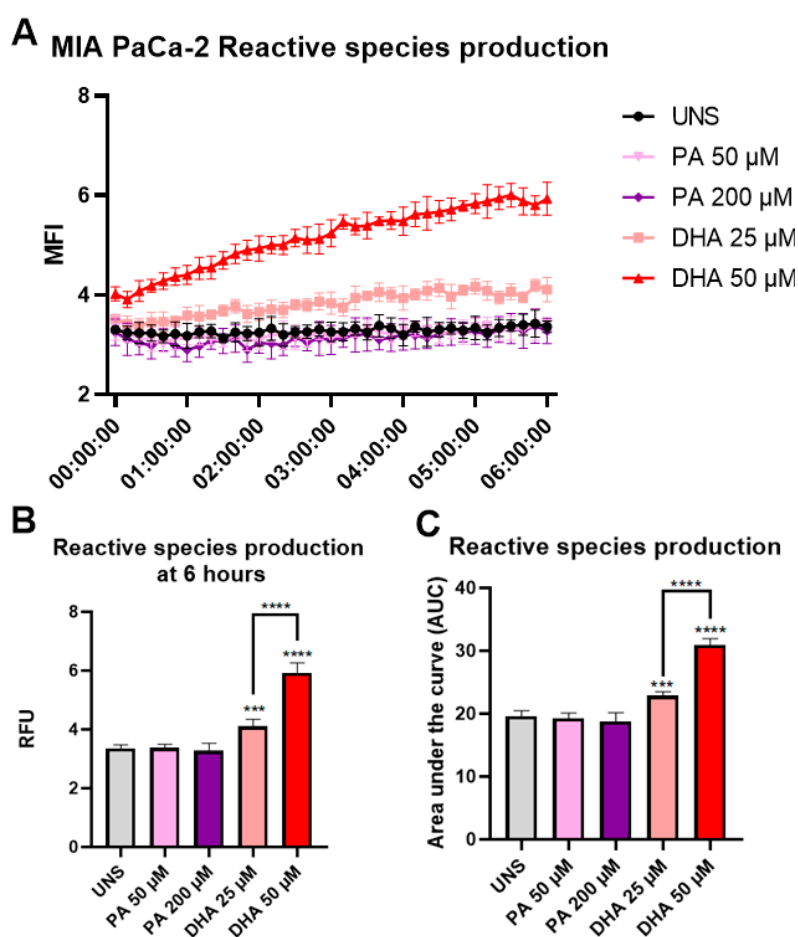 A MIA PaCa-2 Reactive species production
MFI
8
6
4
2
00:00:00
01:00:00
02:00:00
03:00:00
04:00:00
05:00:00
06:00:00
UNS
PA 50 µM
PA 200 µM
DHA 25 µM
DHA 50 µM
B
Reactive species production
at 6 hours
RFU
8
6
4
2
0
****
***
****
UNS
PA 50 µM
PA 200 µM
DHA 25 µM
DHA 50 µM
C
Reactive species production
Area under the curve (AUC)
40
30
20
10
0
****
***
****
UNS
PA 50 µM
PA 200 µM
DHA 25 µM
DHA 50 µM